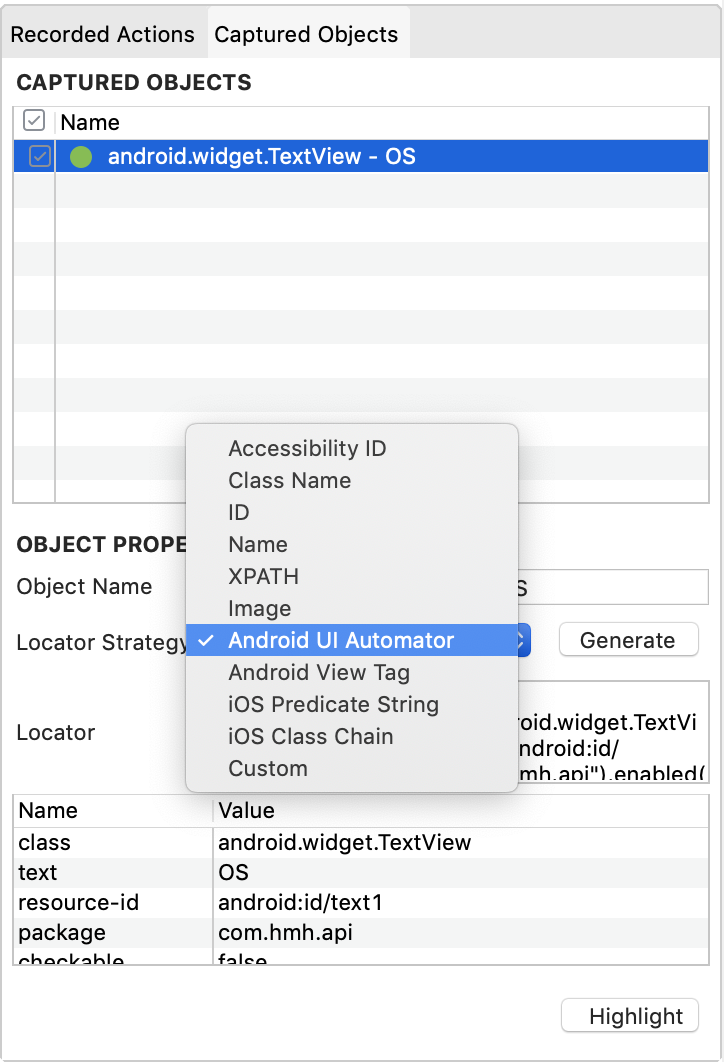 Recorded Actions Captured Objects
CAPTURED OBJECTS
Name
android.widget.TextView - OS
Accessibility ID
Class Name
ID
Name
XPATH
Image
Android UI Automator
Android View Tag
iOS Predicate String
iOS Class Chain
Custom
OBJECT PROPE
Object Name
S
Locator Strategy
Generate
Locator
roid.widget.TextVi
ndroid:id/
mh.api").enabled(
Name Value
class android.widget.TextView
text OS
resource-id android:id/text1
package com.hmh.api
checkable false
Highlight